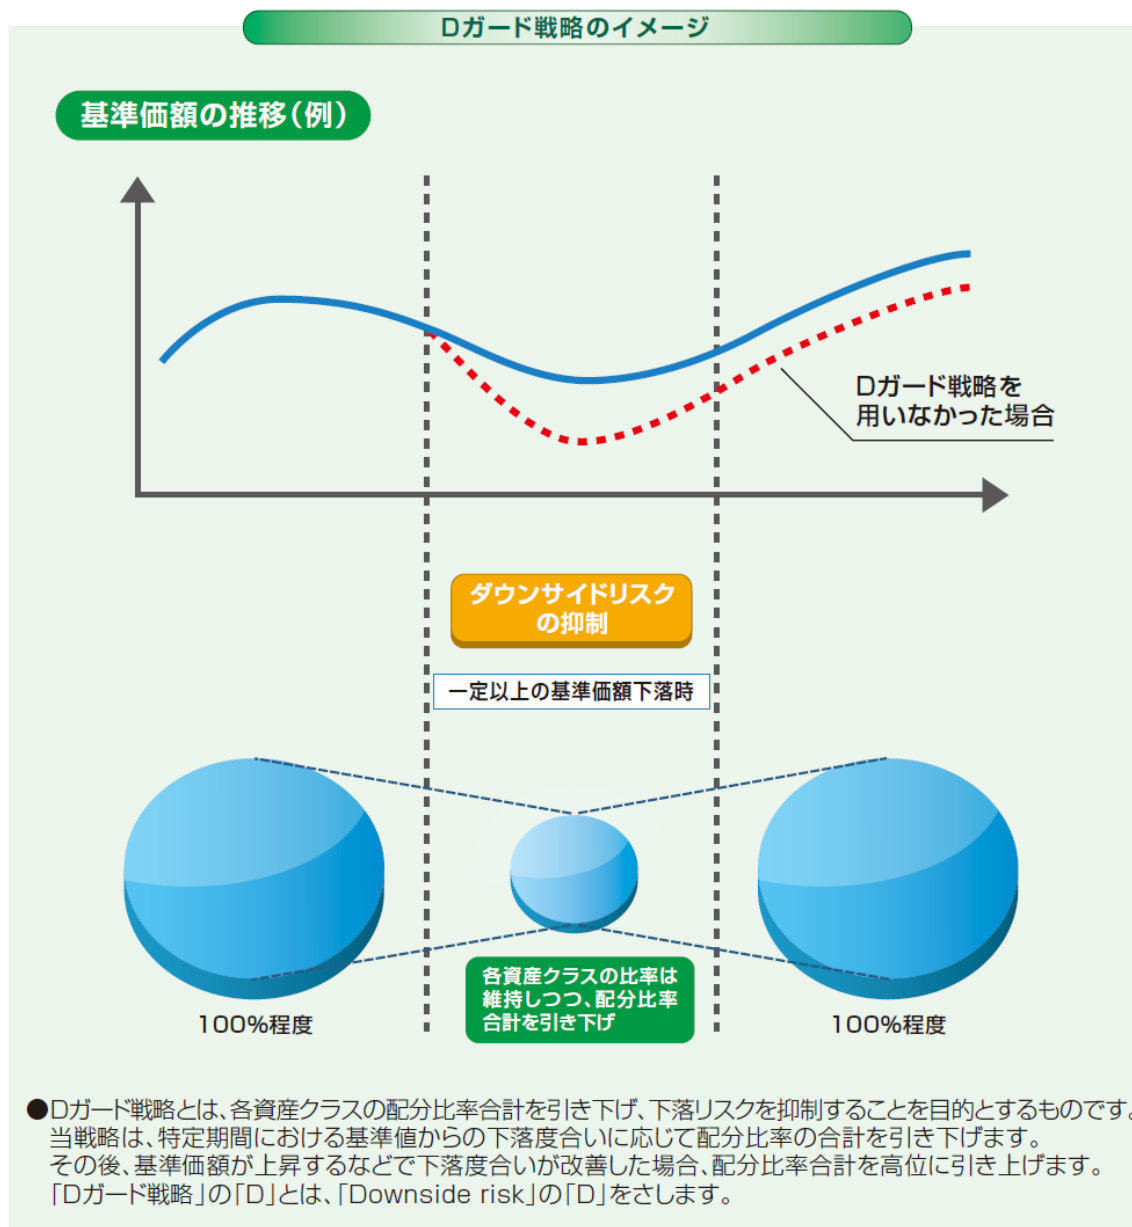 Dガード戦略のイメージ
基準価額の推移(例)
Dガード戦略を
用いなかった場合
ダウンサイドリスク
の抑制
一定以上の基準価額下落時
各資産クラスの比率は
維持しつつ、配分比率
合計を引き下げ
100%程度
100%程度
●Dガード戦略とは、各資産クラスの配分比率合計を引き下げ、下落リスクを抑制することを目的とするものです。
当戦略は、特定期間における基準値からの下落度合いに応じて配分比率の合計を引き下げます。
その後、基準価額が上昇するなどで下落度合いが改善した場合、配分比率合計を高位に引き上げます。
「Dガード戦略」の「D」とは、「Downside risk」の「D」をさします。